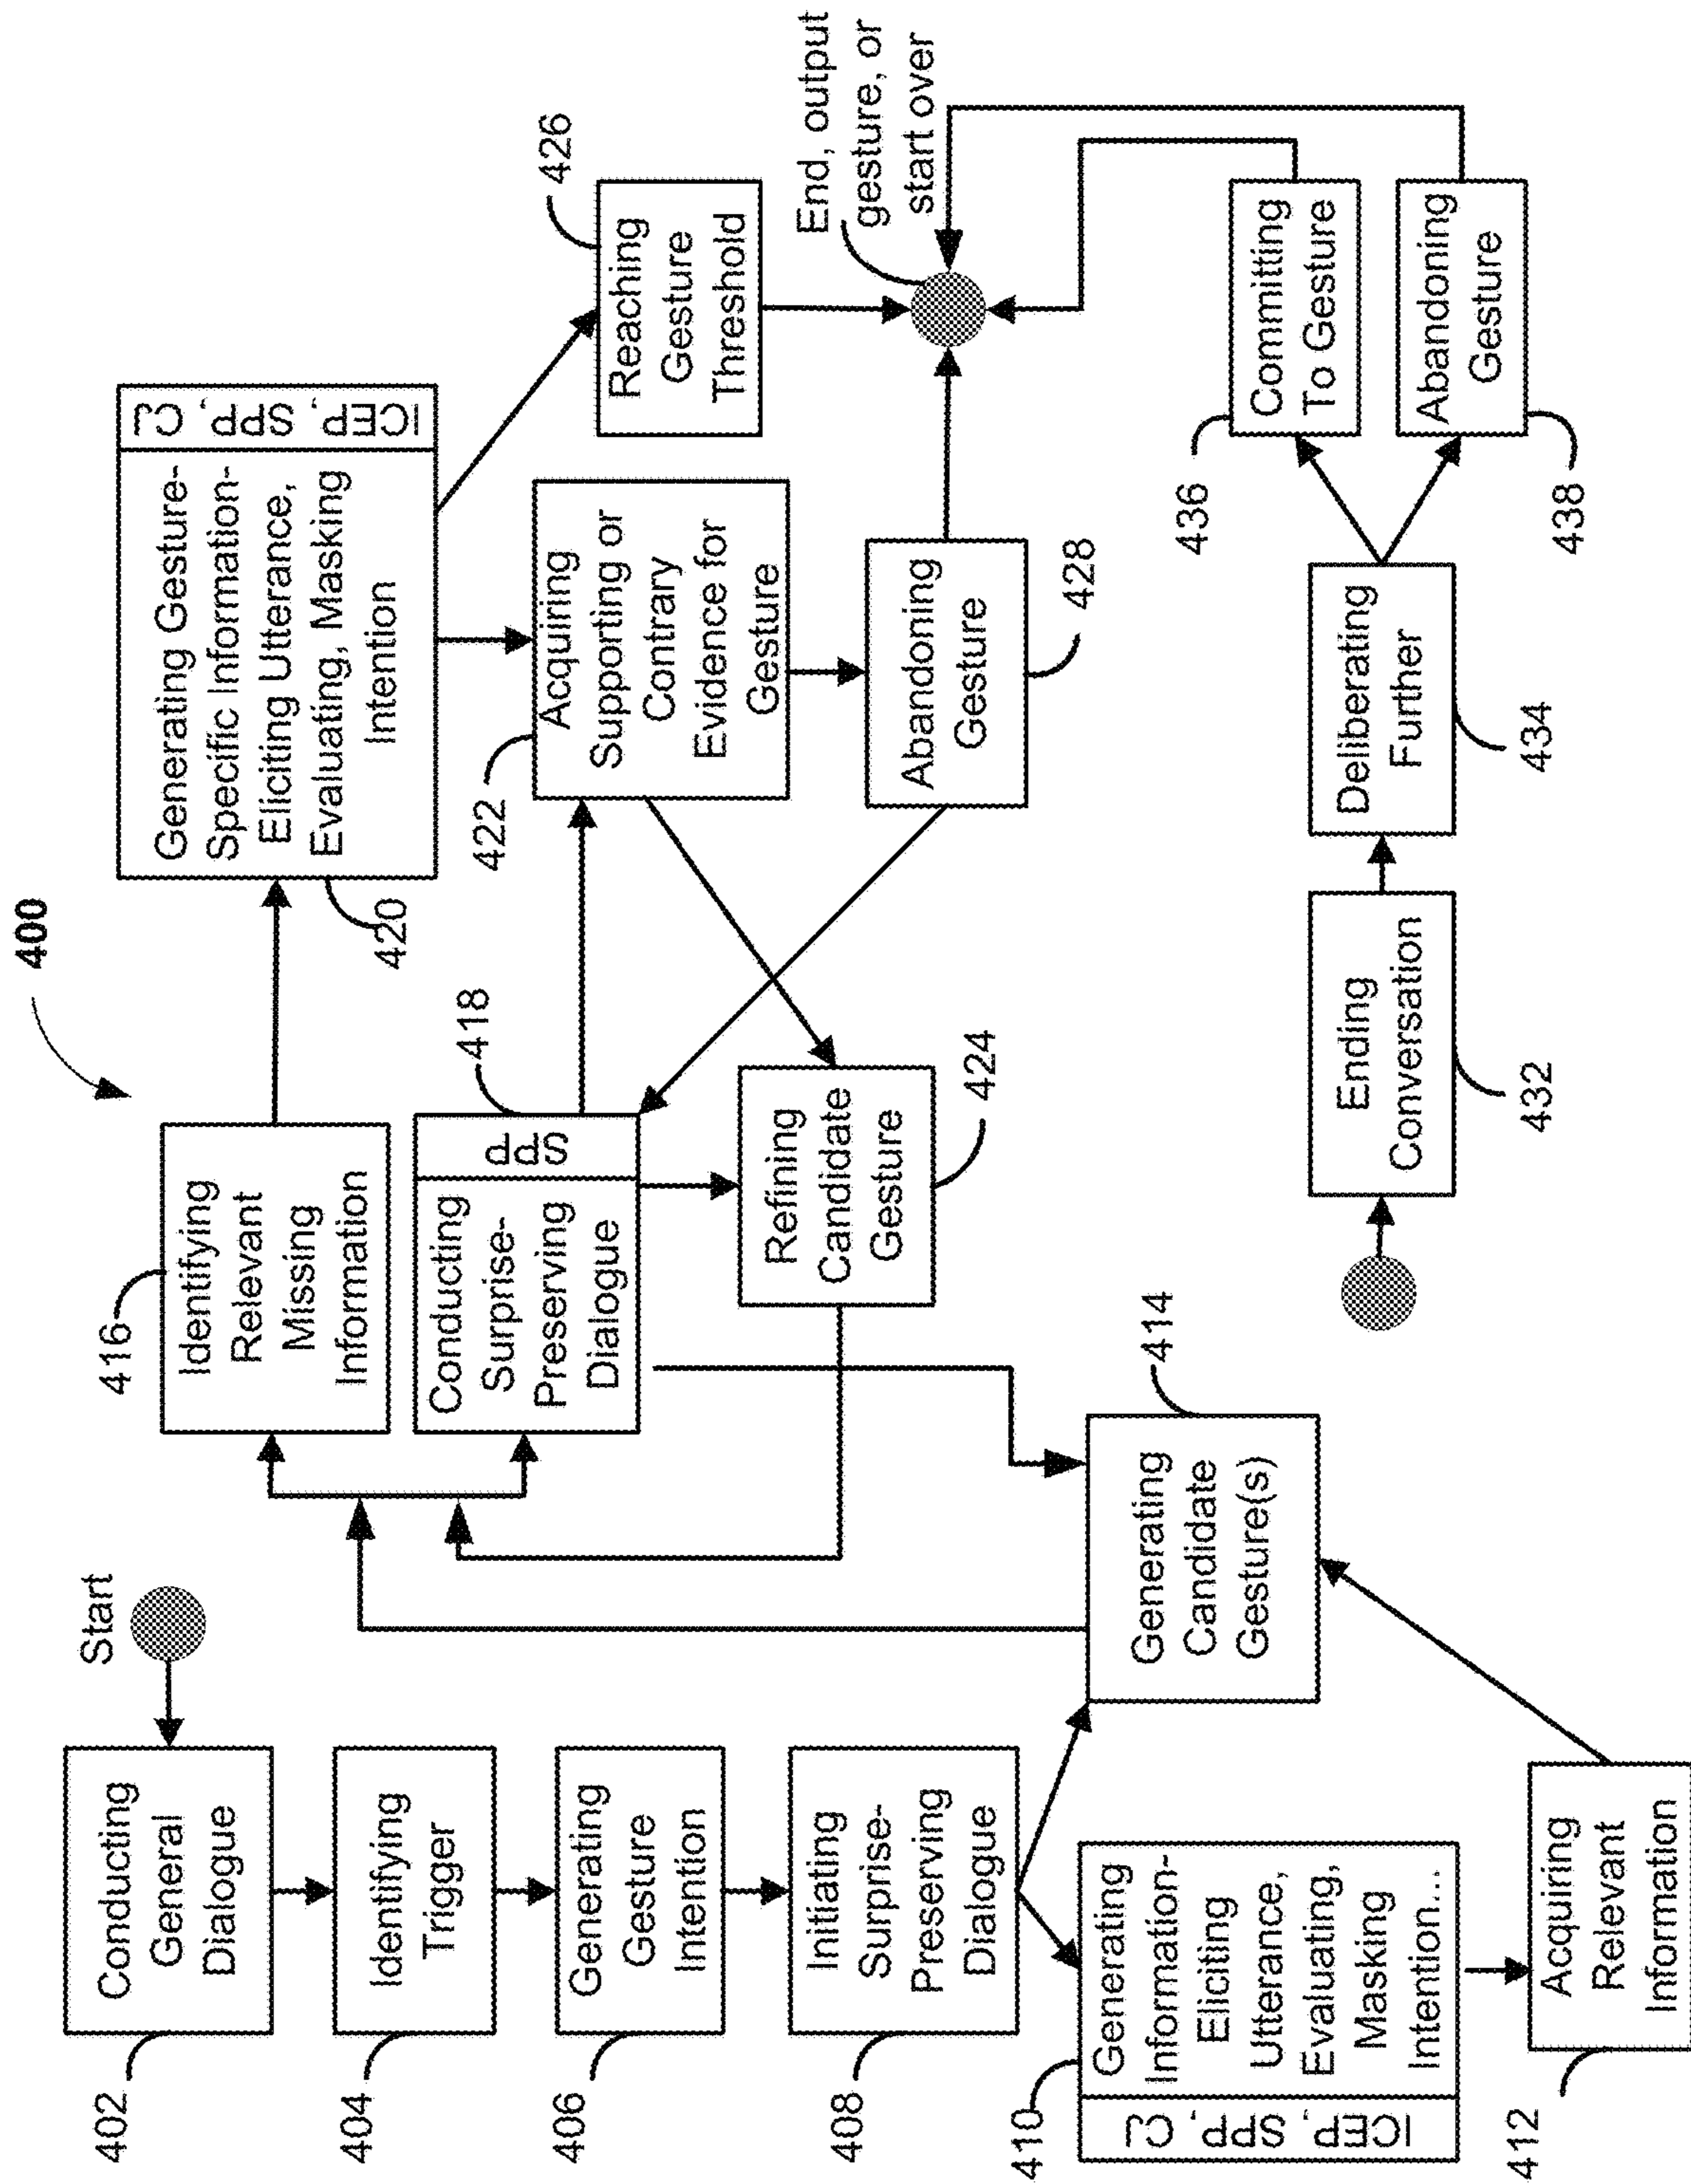 400
Start
402
Conducting
General
Dialogue
404
Identifying
Trigger
406
Generating
Gesture
Intention
408
Initiating
Surprise-
Preserving
Dialogue
410
ICEP, SPP, CJ
Generating
Information-
Eliciting
Utterance,
Evaluating,
Masking
Intention...
412
Acquiring
Relevant
Information
414
Generating
Candidate
Gesture(s)
416
Identifying
Relevant
Missing
Information
418
Conducting
Surprise-
Preserving
Dialogue
SPP
420
Generating Gesture-
Specific Information-
Eliciting Utterance,
Evaluating, Masking
Intention
ICEP, SPP, CJ
422
Acquiring
Supporting or
Contrary
Evidence for
Gesture
424
Refining
Candidate
Gesture
426
Reaching
Gesture
Threshold
428
Abandoning
Gesture
End, output
gesture, or
start over
432
Ending
Conversation
434
Deliberating
Further
436
Committing
To Gesture
438
Abandoning
Gesture